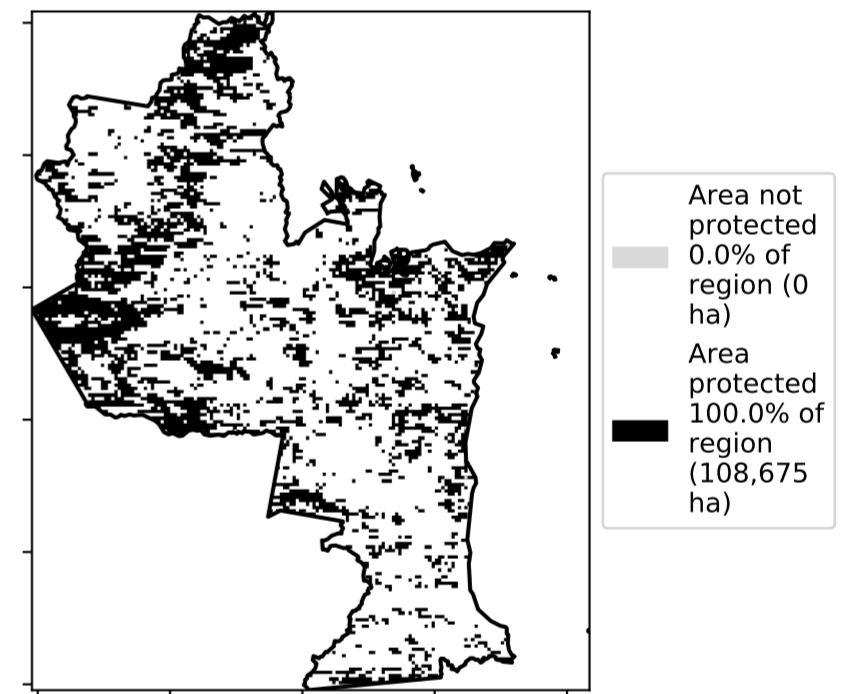 Area not
protected
0.0% of
region (0
ha)
Area
protected
100.0% of
region
(108,675
ha)